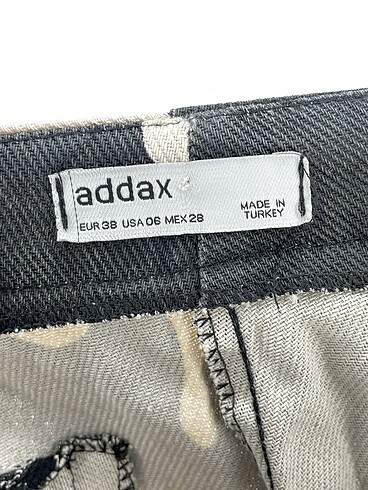 addax
EUR 38 USA 06 MEX 28
MADE IN
TURKEY